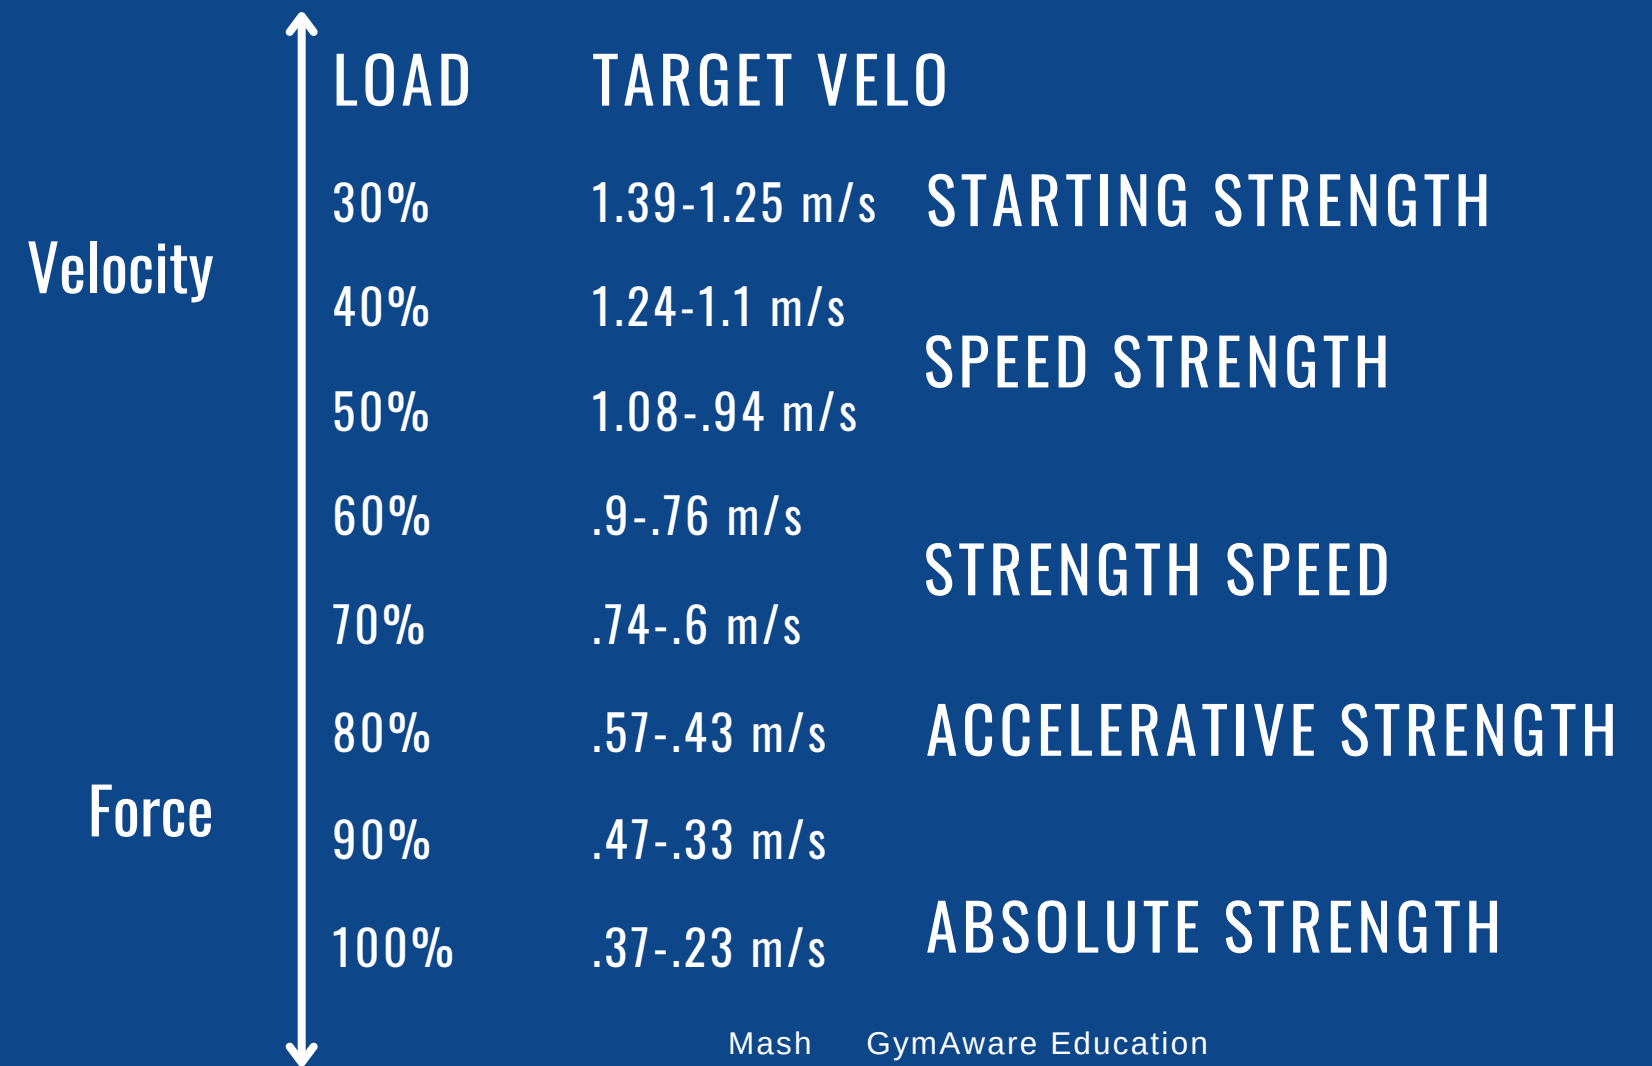 LOAD TARGET VELO
30% 1.39-1.25 m/s STARTING STRENGTH
Velocity
40% 1.24-1.1 m/s
SPEED STRENGTH
50% 1.08-.94 m/s
60% .9-.76 m/s
STRENGTH SPEED
70% .74-.6 m/s
80% .57-.43 m/s ACCELERATIVE STRENGTH
Force
90% .47-.33 m/s
ABSOLUTE STRENGTH
100% .37-.23 m/s
Mash GymAware Education